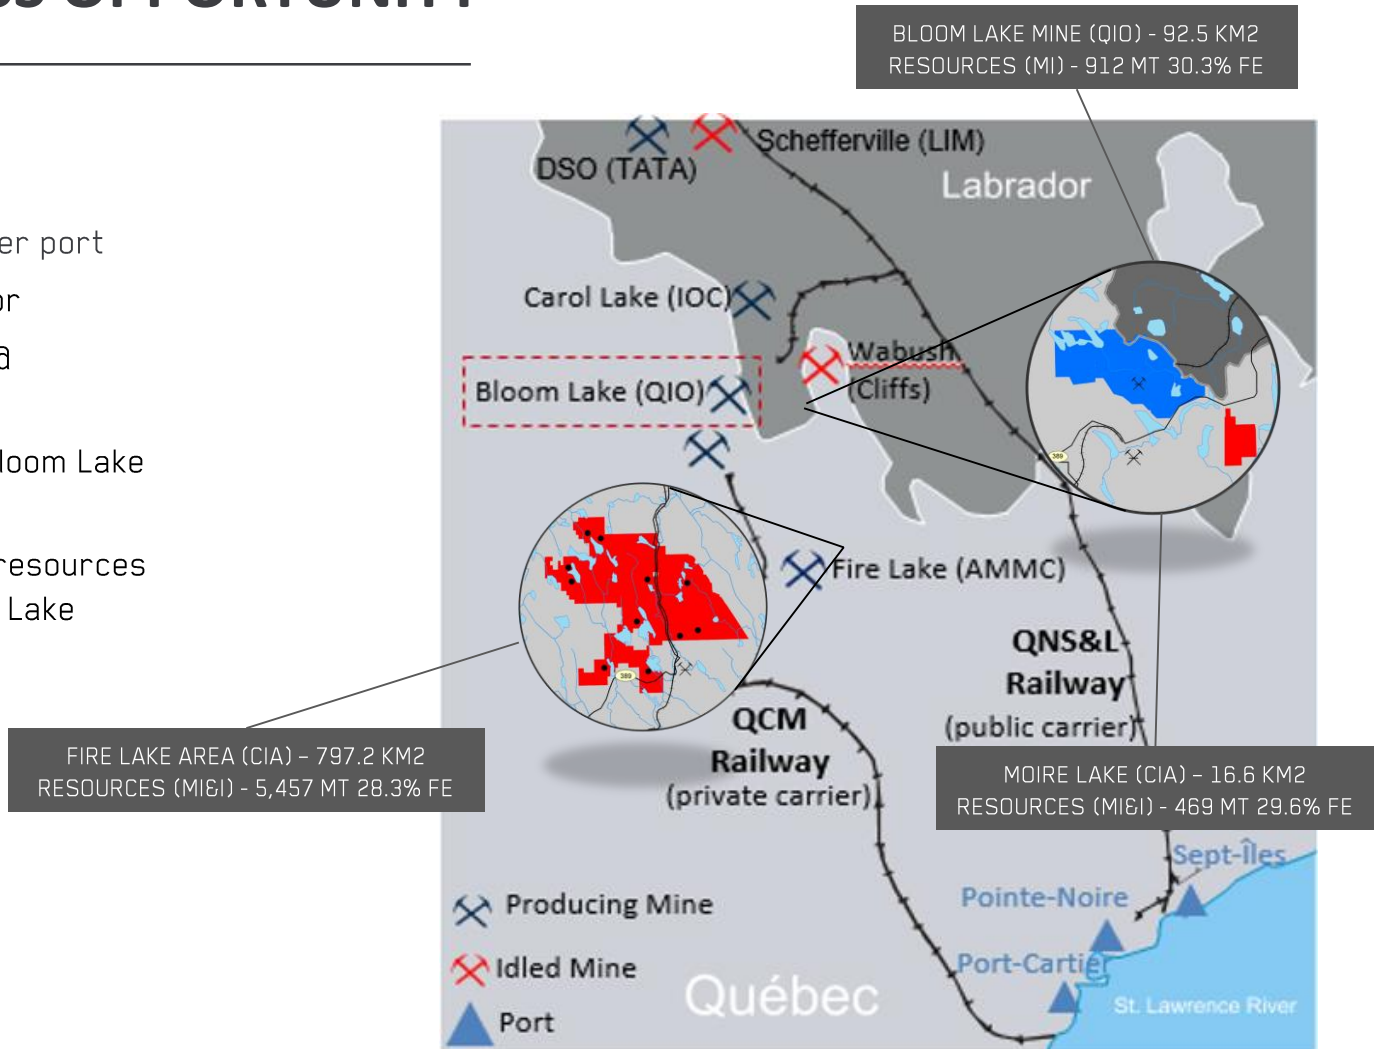 OPPORTUNITY
BLOOM LAKE MINE (QIO) - 92.5 KM2
RESOURCES (MI) - 912 MT 30.3% FE
er port
or
a
loom Lake
resources
Lake
DSO (TATA)
Schefferville (LIM)
Labrador
Carol Lake (IOC)
Wabush
(Cliffs)
Bloom Lake (QIO)
389
Fire Lake (AMMC)
389
QNS&L
Railway
(public carrier)
QCM
Railway
(private carrier)
FIRE LAKE AREA (CIA) – 797.2 KM2
RESOURCES (MI&I) - 5,457 MT 28.3% FE
MOIRE LAKE (CIA) – 16.6 KM2
RESOURCES (MI&I) - 469 MT 29.6% FE
Sept-Îles
Pointe-Noire
Port-Cartier
St. Lawrence River
Québec
Producing Mine
Idled Mine
Port